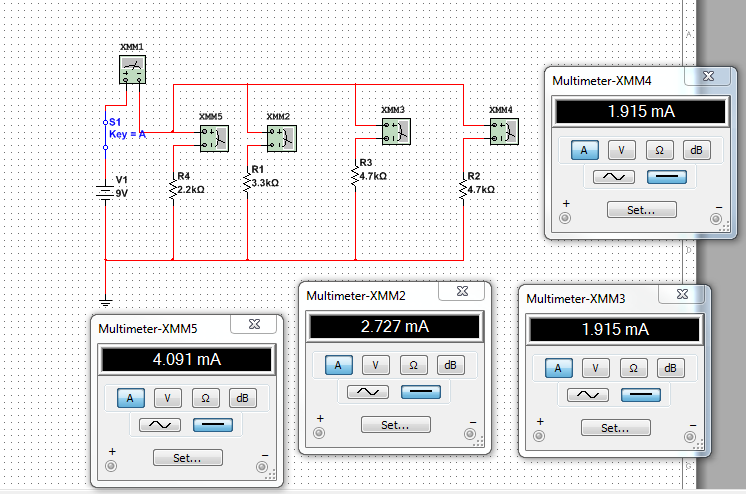 XMM1
S1
Key = A
XMM5
XMM2
XMM3
XMM4
V1
9V
R4
2.2kΩ
R1
3.3kΩ
R3
4.7kΩ
R2
4.7kΩ
Multimeter-XMM4
1.915 mA
A V Ω dB
+ −
Set...
Multimeter-XMM5
4.091 mA
A V Ω dB
+ −
Set...
Multimeter-XMM2
2.727 mA
A V Ω dB
+ −
Set...
Multimeter-XMM3
1.915 mA
A V Ω dB
+ −
Set...
A
D
G